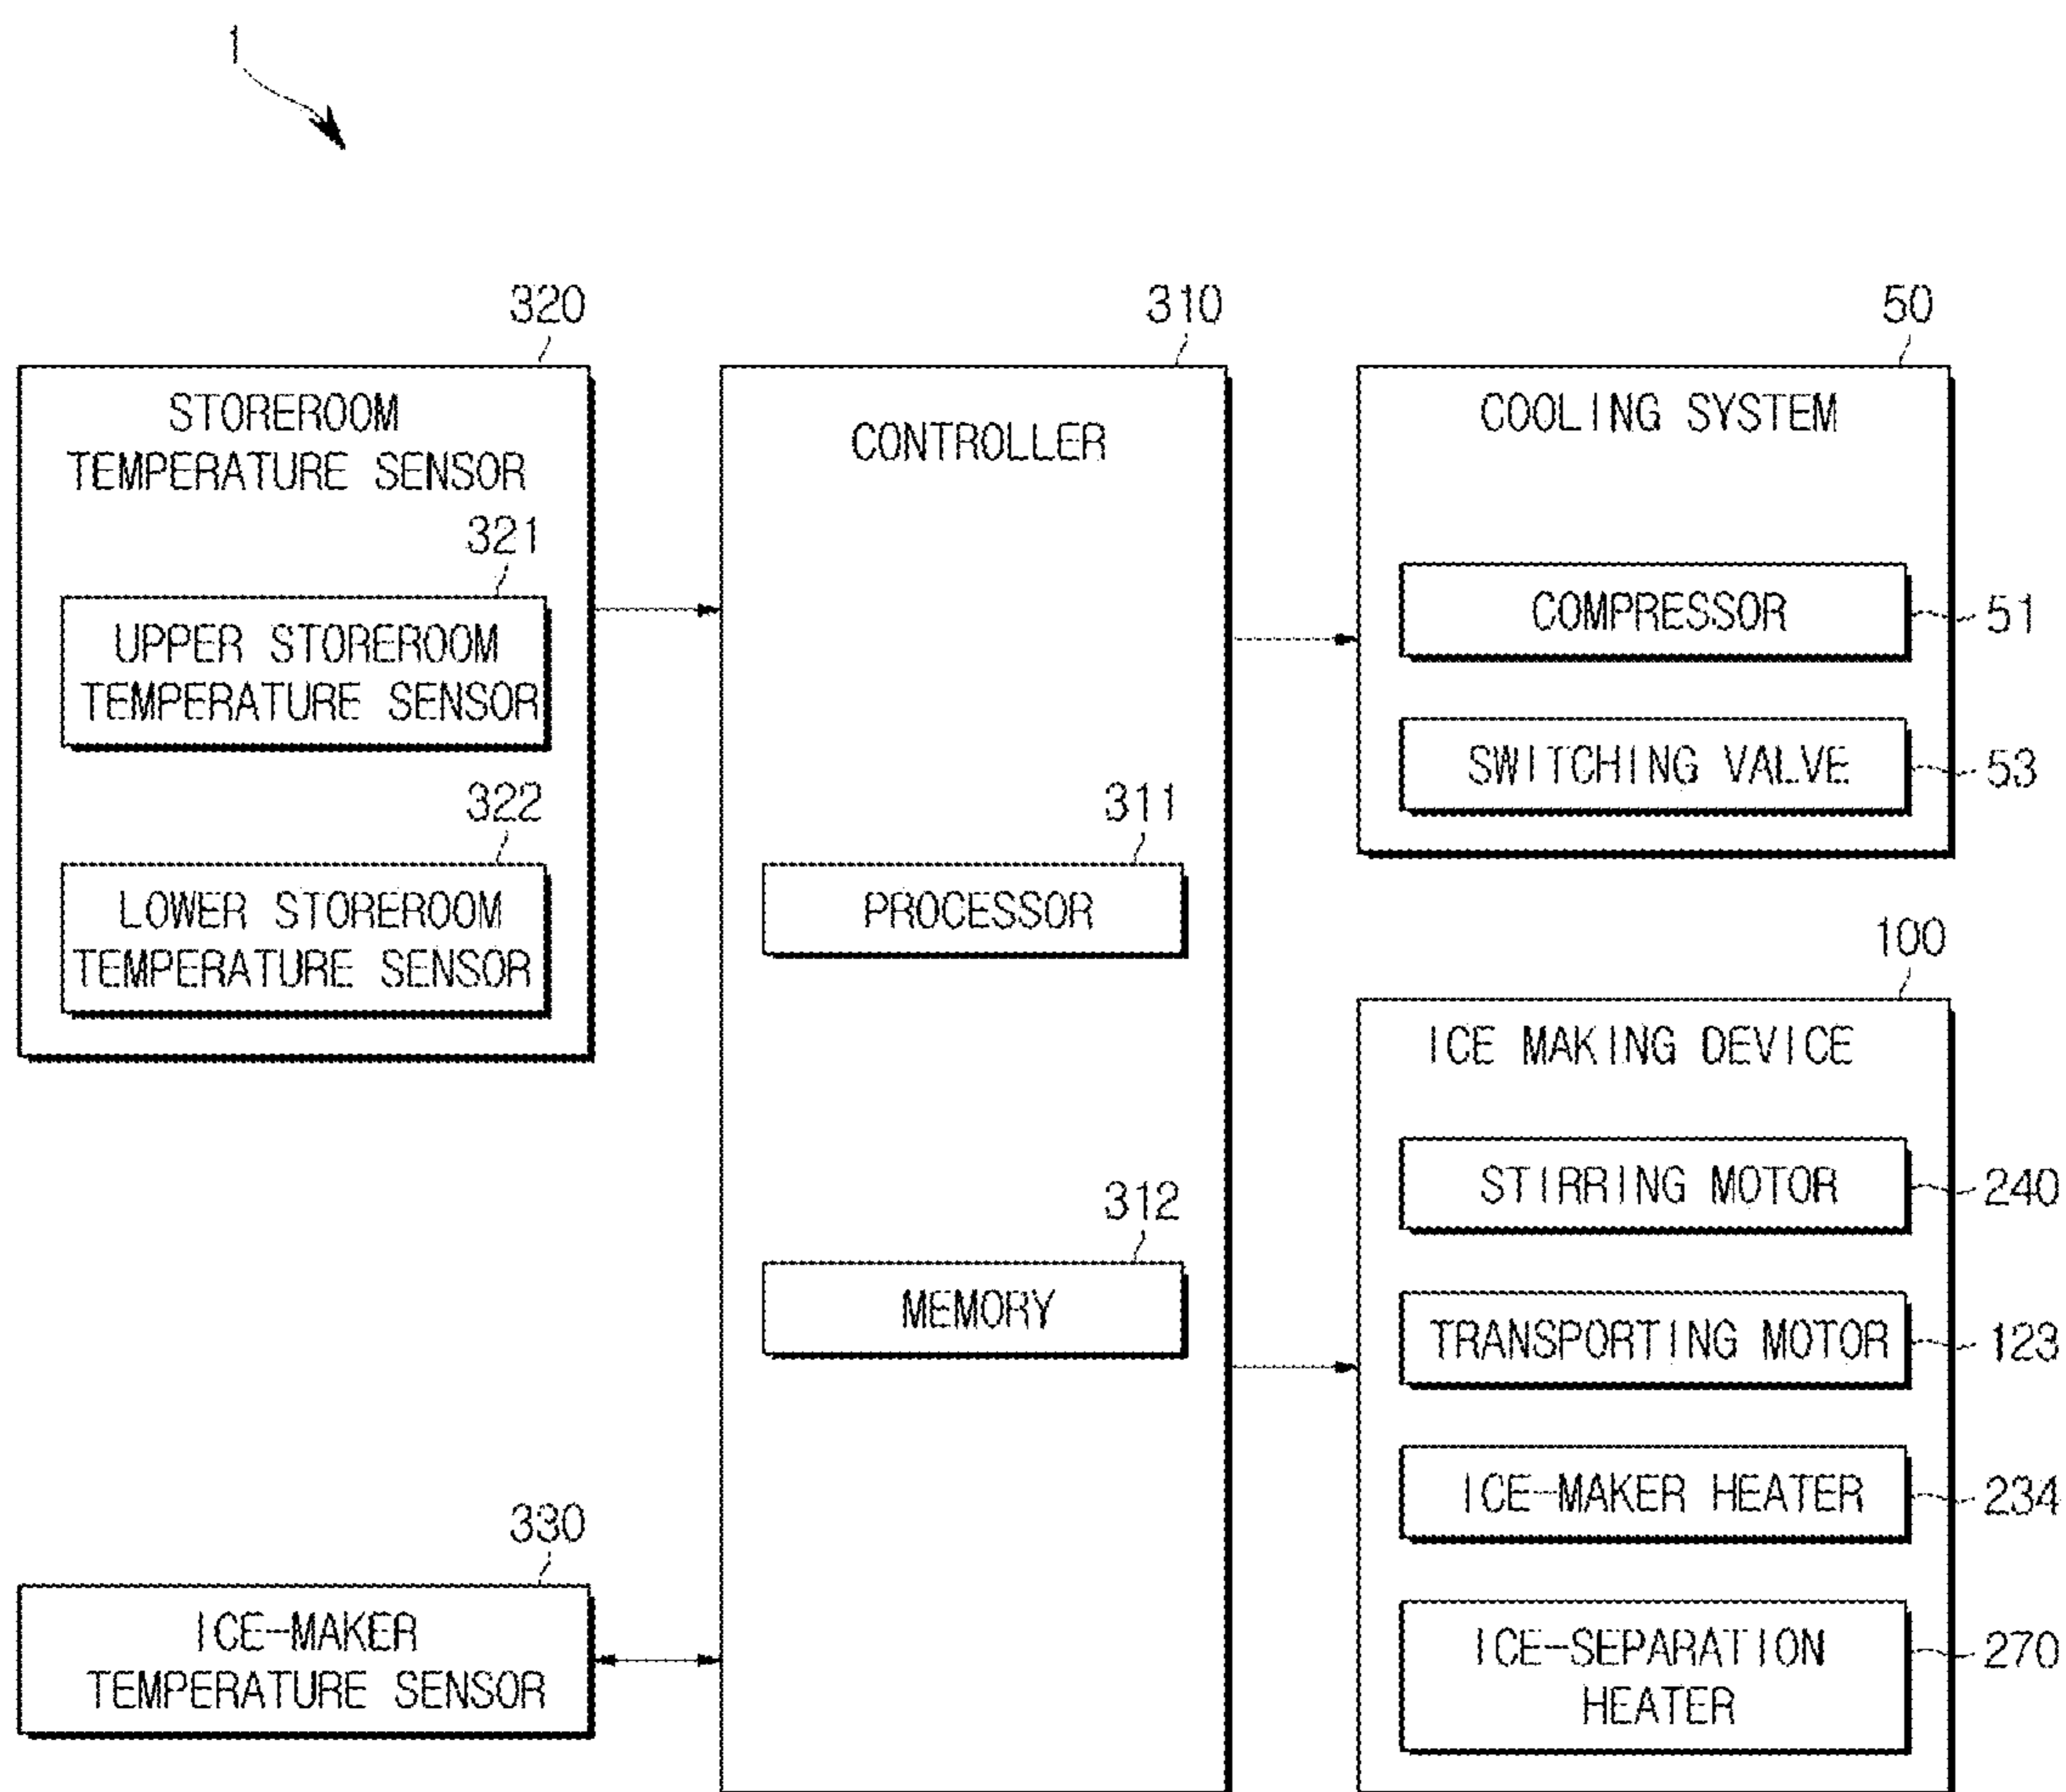 1
320
STOREROOM
TEMPERATURE SENSOR
321
UPPER STOREROOM
TEMPERATURE SENSOR
322
LOWER STOREROOM
TEMPERATURE SENSOR
330
ICE-MAKER
TEMPERATURE SENSOR
310
CONTROLLER
311
PROCESSOR
312
MEMORY
50
COOLING SYSTEM
COMPRESSOR
51
SWITCHING VALVE
53
100
ICE MAKING DEVICE
STIRRING MOTOR
240
TRANSPORTING MOTOR
123
ICE-MAKER HEATER
234
ICE-SEPARATION
HEATER
270